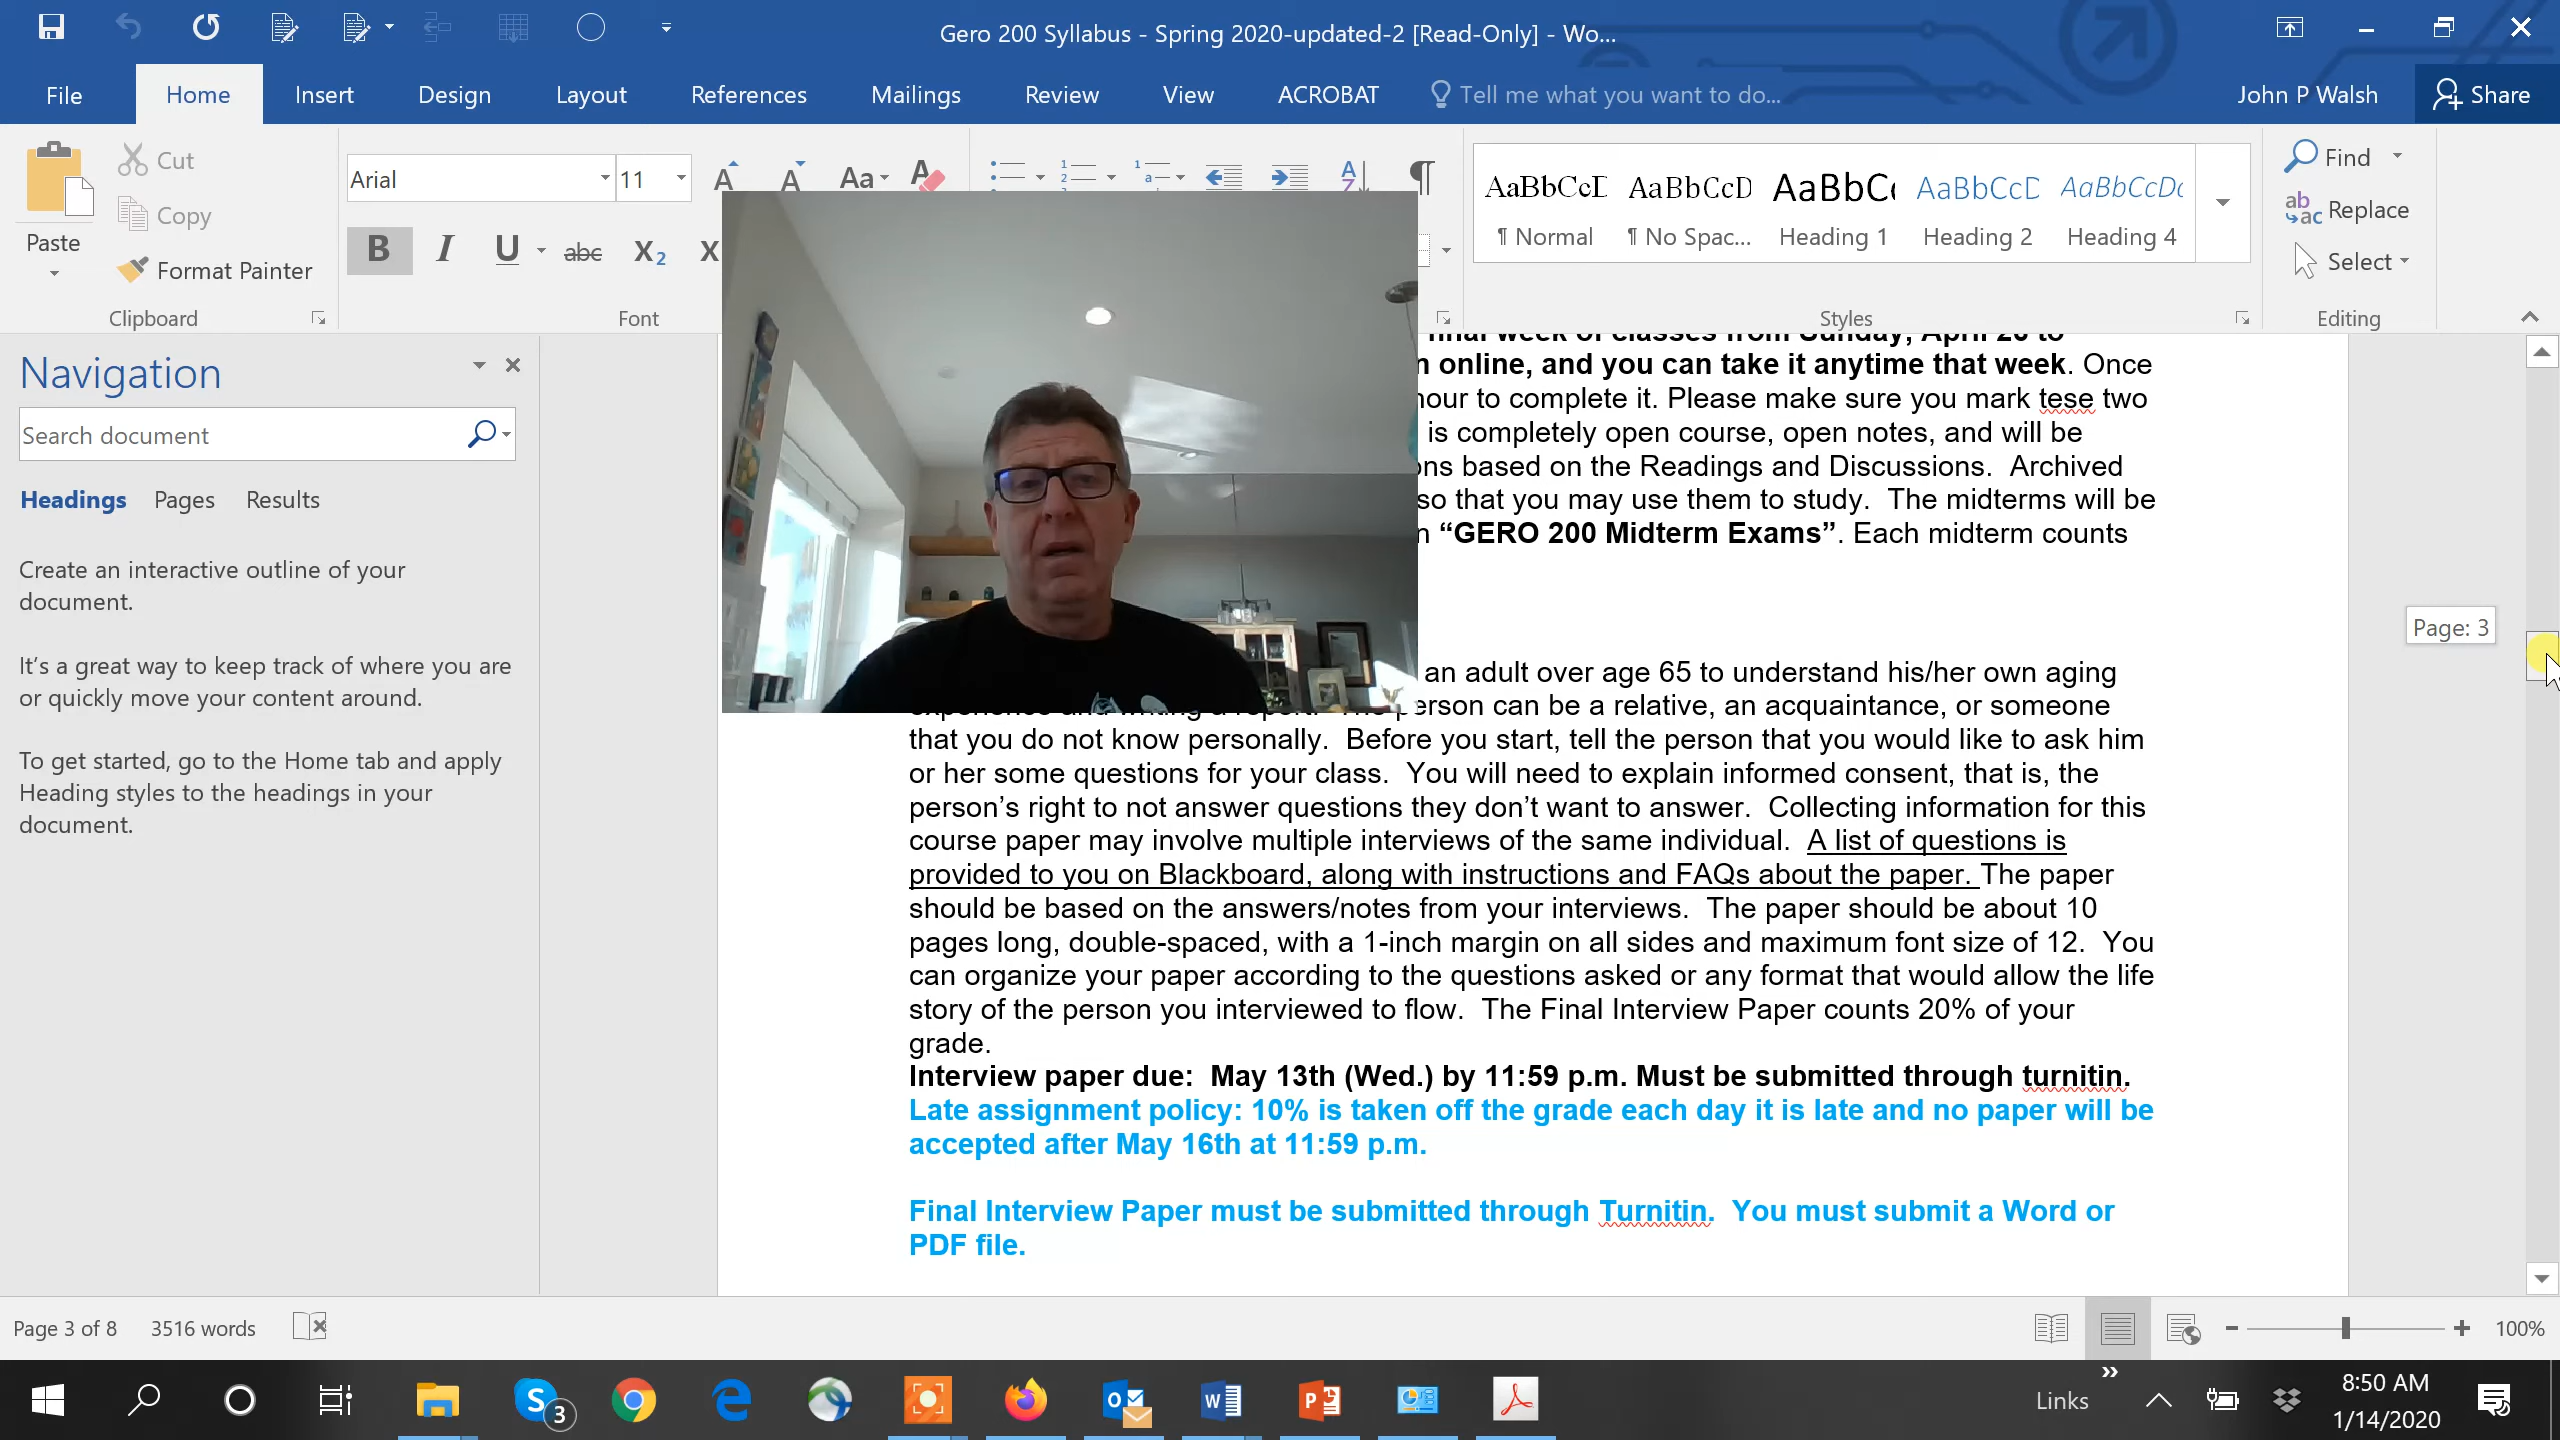 Gero 200 Syllabus - Spring 2020-updated-2 [Read-Only] - Wo...
File Home Insert Design Layout References Mailings Review View ACROBAT Tell me what you want to do... John P Walsh Share
Paste
Cut
Copy
Format Painter
Clipboard
Arial 11
Font
AaBbCcD AaBbCcD AaBbCc AaBbCcD AaBbCcDc
¶ Normal ¶ No Spac... Heading 1 Heading 2 Heading 4
Styles
Find
Replace
Select
Editing
Navigation
Search document
Headings Pages Results
Create an interactive outline of your
document.
It's a great way to keep track of where you are
or quickly move your content around.
To get started, go to the Home tab and apply
Heading styles to the headings in your
document.
final week of classes from Sunday, April 26 to
online, and you can take it anytime that week. Once
hour to complete it. Please make sure you mark tese two
is completely open course, open notes, and will be
based on the Readings and Discussions. Archived
so that you may use them to study. The midterms will be
“GERO 200 Midterm Exams”. Each midterm counts
an adult over age 65 to understand his/her own aging
experience and writing a report. The person can be a relative, an acquaintance, or someone
that you do not know personally. Before you start, tell the person that you would like to ask him
or her some questions for your class. You will need to explain informed consent, that is, the
person’s right to not answer questions they don’t want to answer. Collecting information for this
course paper may involve multiple interviews of the same individual. A list of questions is
provided to you on Blackboard, along with instructions and FAQs about the paper. The paper
should be based on the answers/notes from your interviews. The paper should be about 10
pages long, double-spaced, with a 1-inch margin on all sides and maximum font size of 12. You
can organize your paper according to the questions asked or any format that would allow the life
story of the person you interviewed to flow. The Final Interview Paper counts 20% of your
grade.
Interview paper due: May 13th (Wed.) by 11:59 p.m. Must be submitted through turnitin.
Late assignment policy: 10% is taken off the grade each day it is late and no paper will be
accepted after May 16th at 11:59 p.m.
Final Interview Paper must be submitted through Turnitin. You must submit a Word or
PDF file.
Page: 3
Page 3 of 8 3516 words 100%
3
Links
8:50 AM
1/14/2020